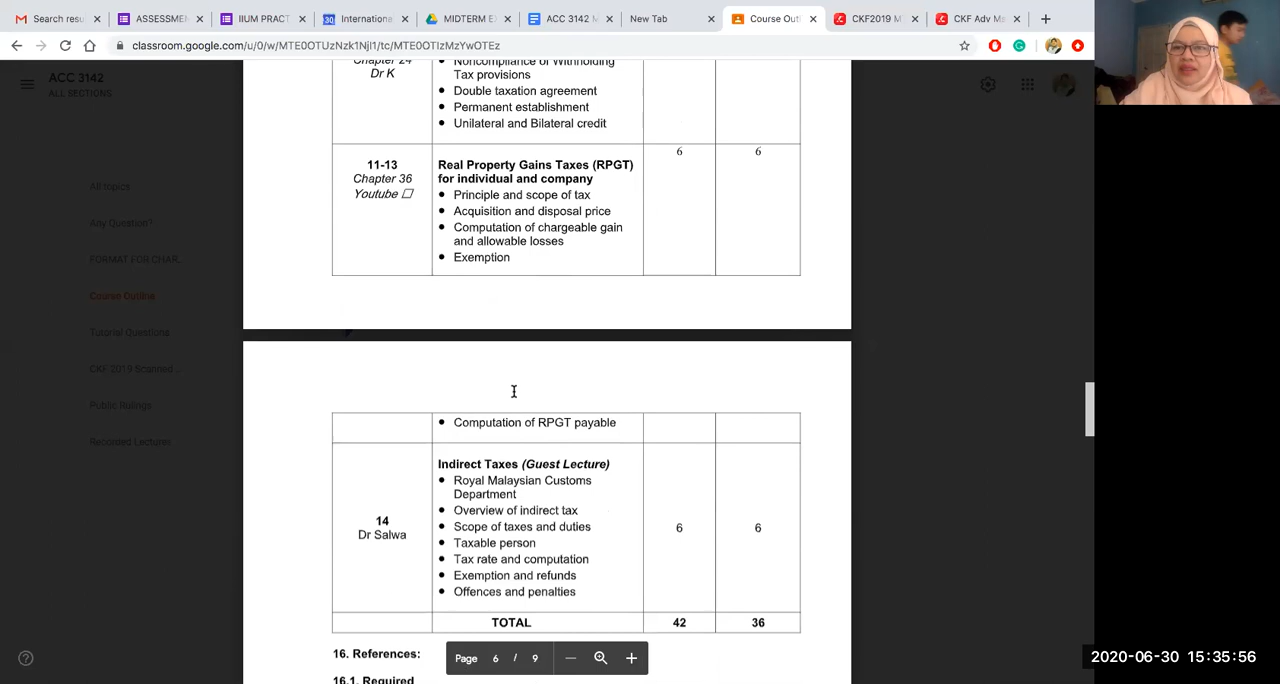 Search resu
ASSESSMEN
IIUM PRACT
Internationa
MIDTERM E
ACC 3142 M
New Tab
Course Outl
CKF2019 M
CKF Adv Ma
classroom.google.com/u/0/w/MTE0OTUzNzk1NjI1/tc/MTE0OTIzMzYwOTEz
ACC 3142
ALL SECTIONS
All topics
Any Question?
FORMAT FOR CHAR...
Course Outline
Tutorial Questions
CKF 2019 Scanned ...
Public Rulings
Recorded Lectures
Chapter 24
Dr K
Noncompliance of Withholding
Tax provisions
• Double taxation agreement
• Permanent establishment
• Unilateral and Bilateral credit
11-13
Chapter 36
Youtube ☐
Real Property Gains Taxes (RPGT)
for individual and company
• Principle and scope of tax
• Acquisition and disposal price
• Computation of chargeable gain
and allowable losses
• Exemption
6
6
• Computation of RPGT payable
14
Dr Salwa
Indirect Taxes (Guest Lecture)
• Royal Malaysian Customs
Department
• Overview of indirect tax
• Scope of taxes and duties
• Taxable person
• Tax rate and computation
• Exemption and refunds
• Offences and penalties
6
6
TOTAL
42
36
16. References:
16.1. Required
Page 6 / 9
2020-06-30 15:35:56